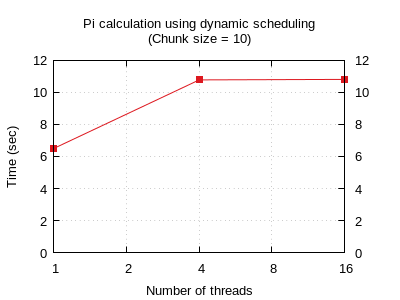 Pi calculation using dynamic scheduling
(Chunk size = 10)
12 12
10 10
8 8
6 6
4 4
2 2
0 0
Time (sec)
1 2 4 8 16
Number of threads